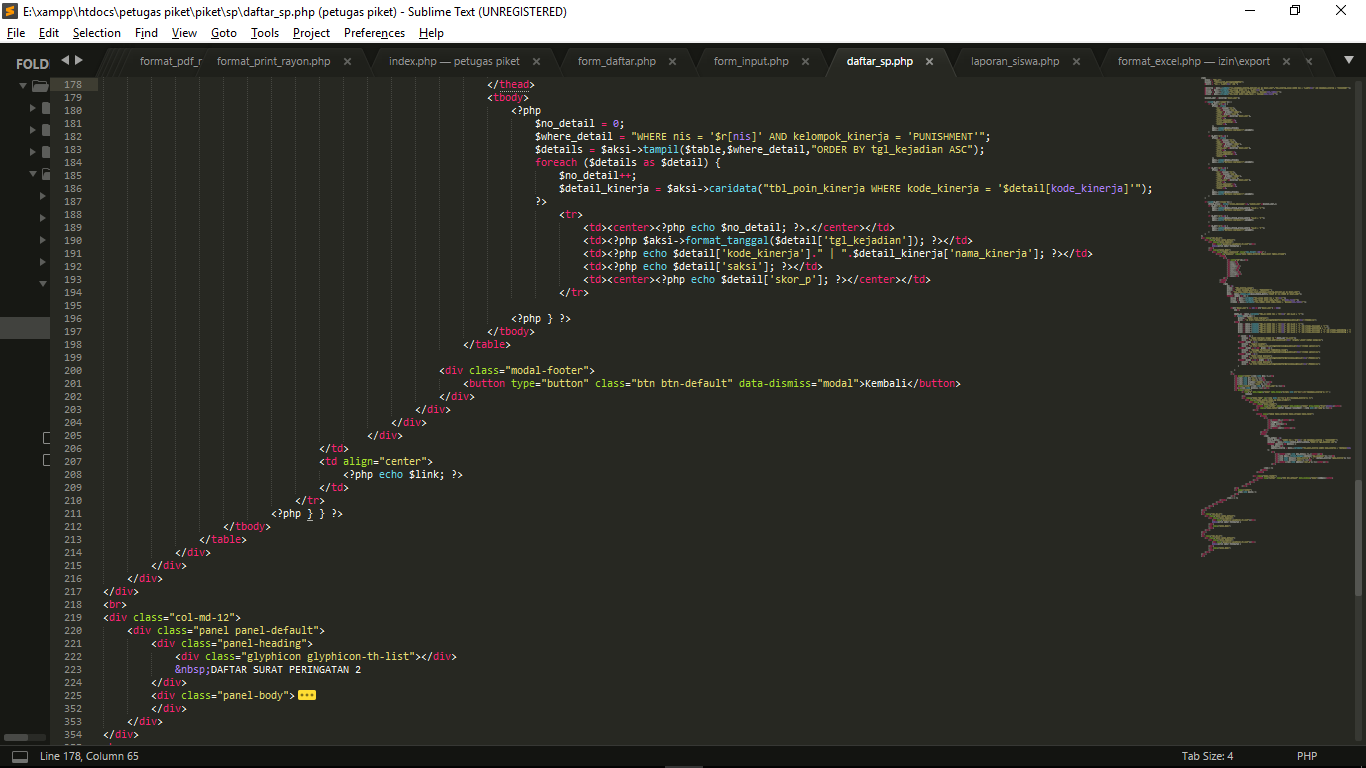 E:\xampp\htdocs\petugas piket\piket\sp\daftar_sp.php (petugas piket) - Sublime Text (UNREGISTERED)
File Edit Selection Find View Goto Tools Project Preferences Help
FOLD
format_pdf_r format_print_rayon.php index.php — petugas piket form_daftar.php form_input.php daftar_sp.php laporan_siswa.php format_excel.php — izin\export
178 </thead>
179 <tbody>
180 <?php
181 $no_detail = 0;
182 $where_detail = "WHERE nis = '$r[nis]' AND kelompok_kinerja = 'PUNISHMENT'";
183 $details = $aksi->tampil($table,$where_detail,"ORDER BY tgl_kejadian ASC");
184 foreach ($details as $detail) {
185 $no_detail++;
186 $detail_kinerja = $aksi->caridata("tbl_poin_kinerja WHERE kode_kinerja = '$detail[kode_kinerja]'");
187 ?>
188 <tr>
189 <td><center><?php echo $no_detail; ?>.</center></td>
190 <td><?php $aksi->format_tanggal($detail['tgl_kejadian']); ?></td>
191 <td><?php echo $detail['kode_kinerja']." | ".$detail_kinerja['nama_kinerja']; ?></td>
192 <td><?php echo $detail['saksi']; ?></td>
193 <td><center><?php echo $detail['skor_p']; ?></center></td>
194 </tr>
195
196 <?php } ?>
197 </tbody>
198 </table>
199
200 <div class="modal-footer">
201 <button type="button" class="btn btn-default" data-dismiss="modal">Kembali</button>
202 </div>
203 </div>
204 </div>
205 </div>
206 </td>
207 <td align="center">
208 <?php echo $link; ?>
209 </td>
210 </tr>
211 <?php } } ?>
212 </tbody>
213 </table>
214 </div>
215 </div>
216 </div>
217 </div>
218 <br>
219 <div class="col-md-12">
220 <div class="panel panel-default">
221 <div class="panel-heading">
222 <div class="glyphicon glyphicon-th-list"></div>
223 &nbsp;DAFTAR SURAT PERINGATAN 2
224 </div>
225 <div class="panel-body">
352 </div>
353 </div>
354 </div>
Line 178, Column 65 Tab Size: 4 PHP